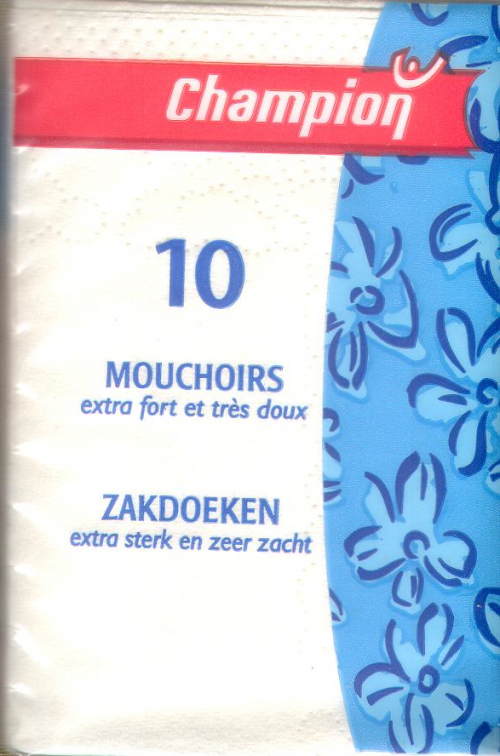 Champion
10
MOUCHOIRS
extra fort et très doux
ZAKDOEKEN
extra sterk en zeer zacht